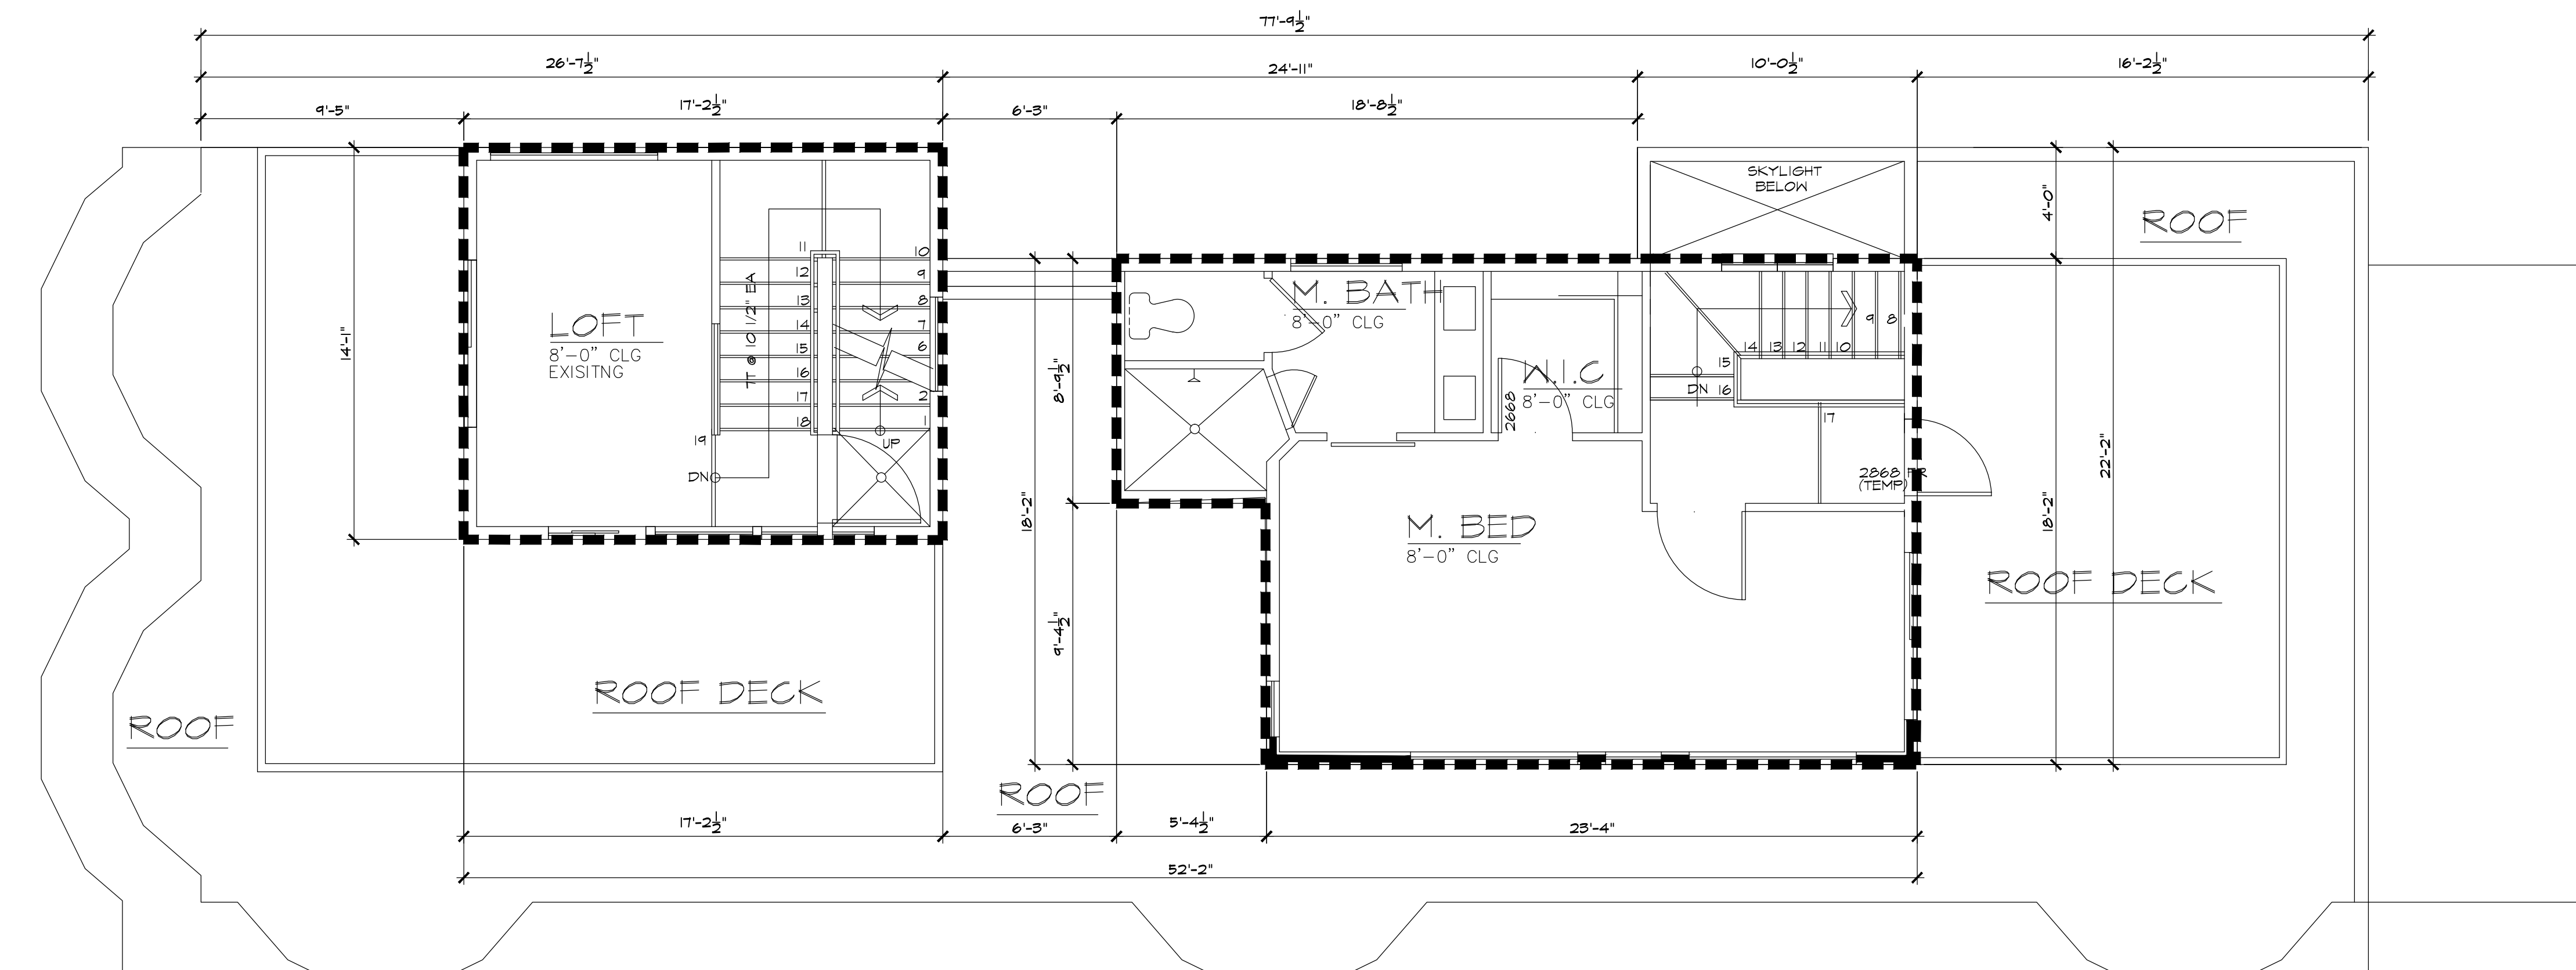 77'-9½"
26'-7½"
24'-11"
10'-0½"
16'-2½"
9'-5"
17'-2½"
6'-3"
18'-8½"
SKYLIGHT
BELOW
4'-0"
ROOF
LOFT
8'-0" CLG
EXISITNG
14'-1"
7T @ 10 1/2" EA
11
12
13
14
15
16
17
18
19
10
9
8
7
6
2
1
UP
DN
M. BATH
8'-0" CLG
W.I.C
8'-0" CLG
2668
8'-9½"
9'-4½"
18'-2"
9
8
14
13
12
11
10
15
DN
16
17
2868 FR
(TEMP)
M. BED
8'-0" CLG
18'-2"
22'-2"
ROOF DECK
ROOF DECK
ROOF
ROOF
17'-2½"
6'-3"
5'-4½"
23'-4"
52'-2"